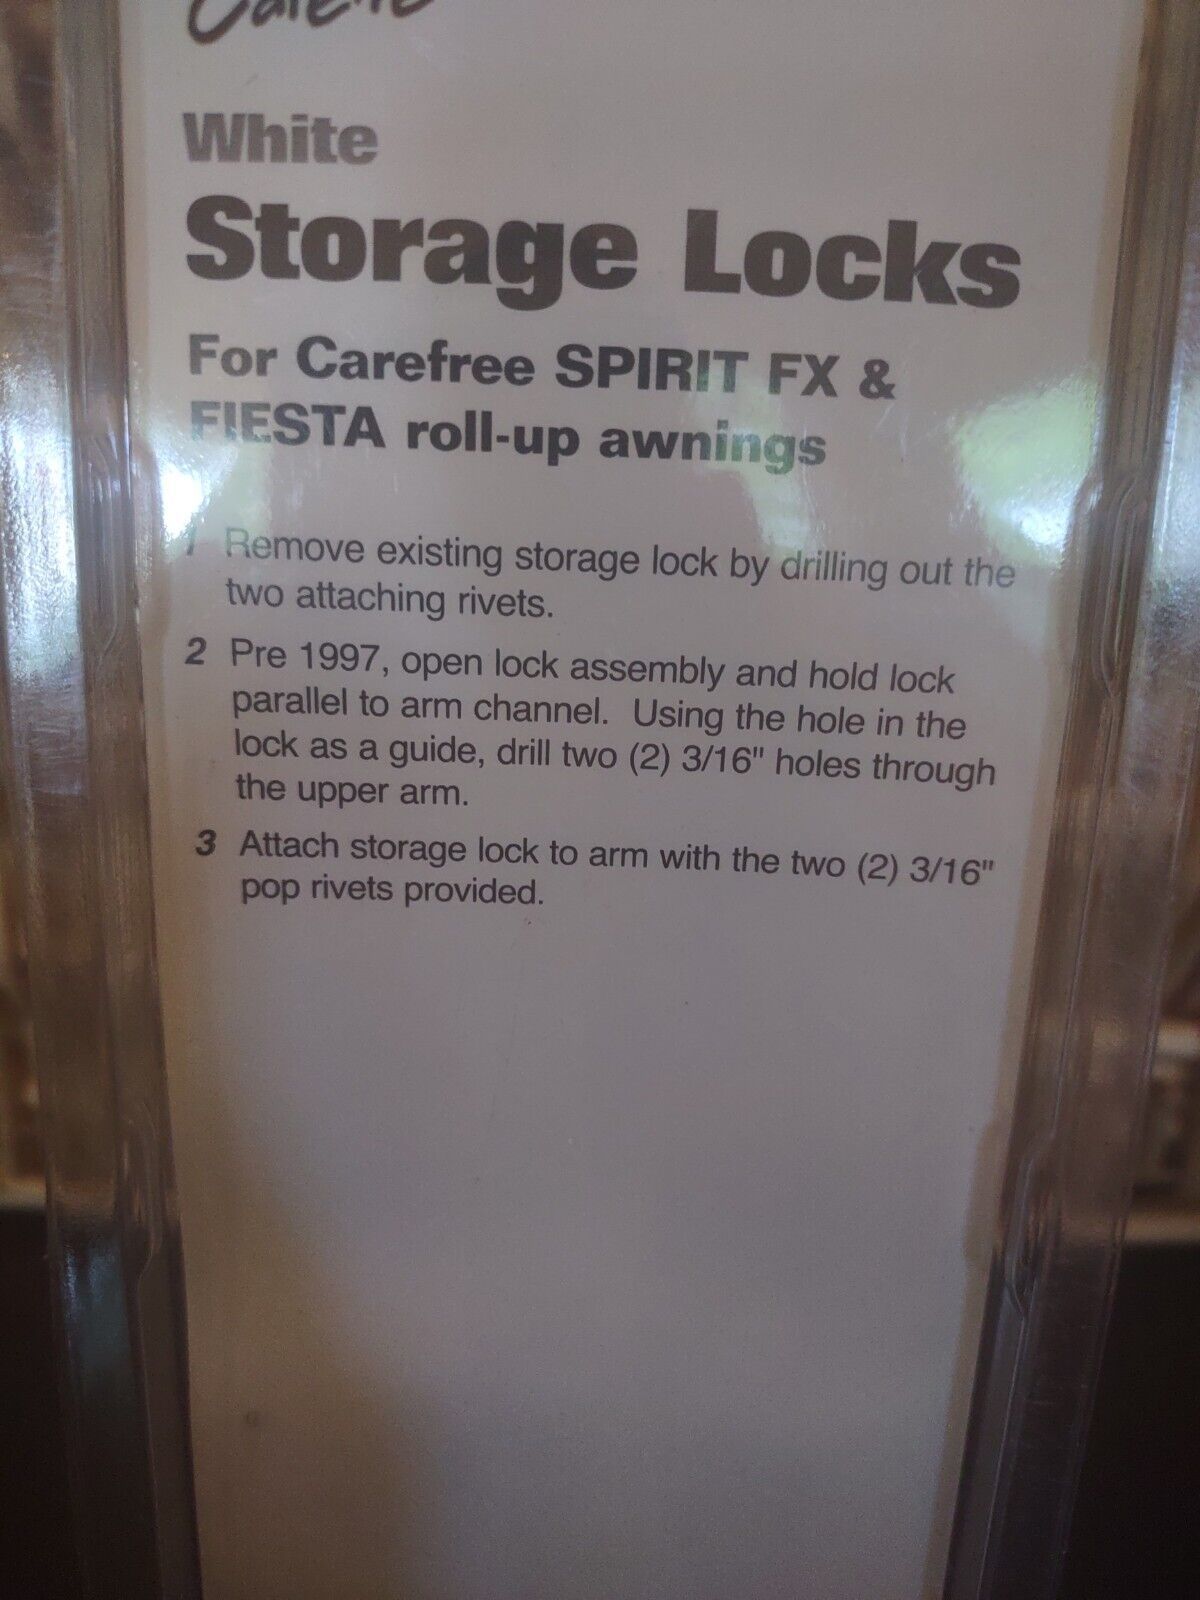 White
Storage Locks
For Carefree SPIRIT FX &
FIESTA roll-up awnings
1 Remove existing storage lock by drilling out the
two attaching rivets.
2 Pre 1997, open lock assembly and hold lock
parallel to arm channel. Using the hole in the
lock as a guide, drill two (2) 3/16" holes through
the upper arm.
3 Attach storage lock to arm with the two (2) 3/16"
pop rivets provided.